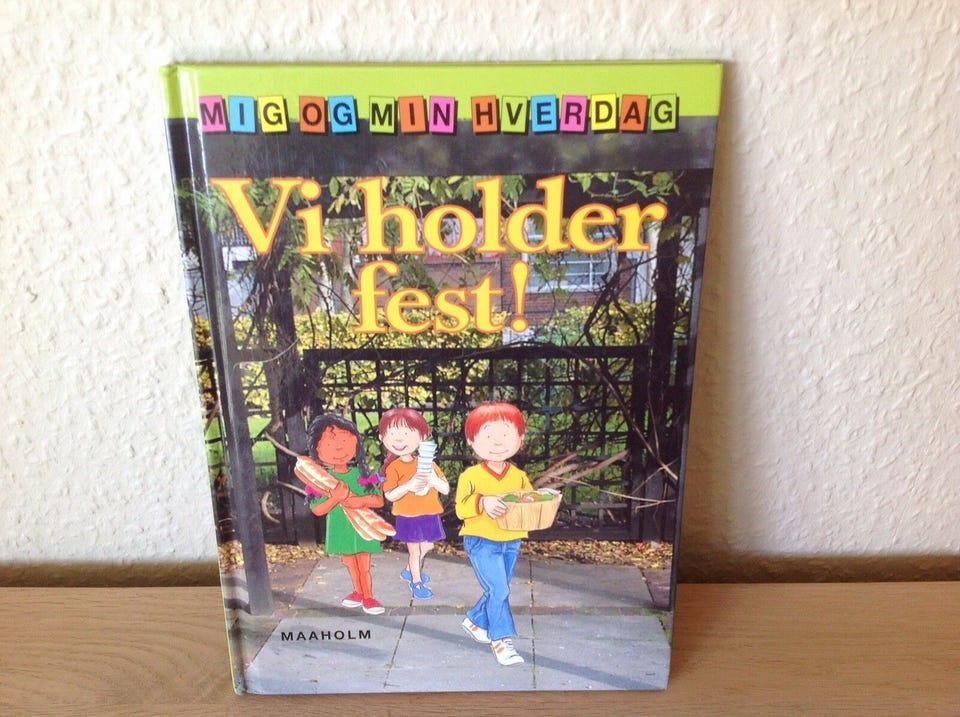 MIG OG MIN HVERDAG
Vi holder
fest!
MAAHOLM